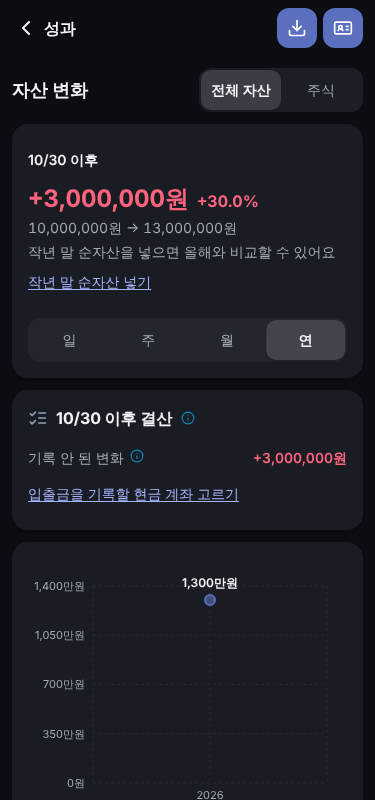 성과
자산 변화
전체 자산
주식
10/30 이후
+3,000,000원 +30.0%
10,000,000원 → 13,000,000원
작년 말 순자산을 넣으면 올해와 비교할 수 있어요
작년 말 순자산 넣기
일
주
월
연
10/30 이후 결산
기록 안 된 변화
+3,000,000원
입출금을 기록할 현금 계좌 고르기
1,300만원
1,400만원
1,050만원
700만원
350만원
0원
2026